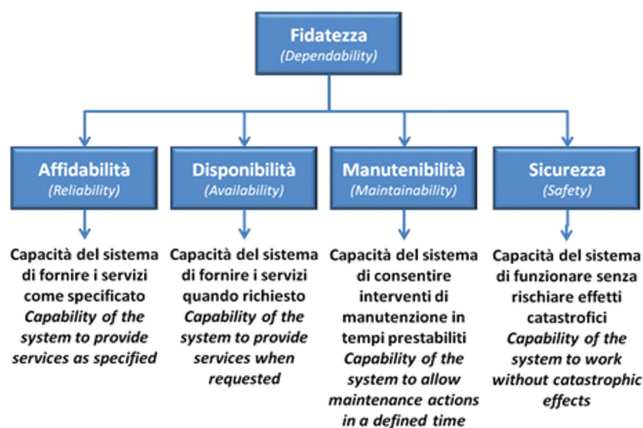 Fidatezza
(Dependability)
Affidabilità
(Reliability)
Disponibilità
(Availability)
Manutenibilità
(Maintainability)
Sicurezza
(Safety)
Capacità del sistema
di fornire i servizi
come specificato
Capability of the
system to provide
services as specified
Capacità del sistema
di fornire i servizi
quando richiesto
Capability of the
system to provide
services when
requested
Capacità del sistema
di consentire
interventi di
manutenzione in
tempi prestabiliti
Capability of the
system to allow
maintenance actions
in a defined time
Capacità del sistema
di funzionare senza
rischiare effetti
catastrofici
Capability of the
system to work
without catastrophic
effects